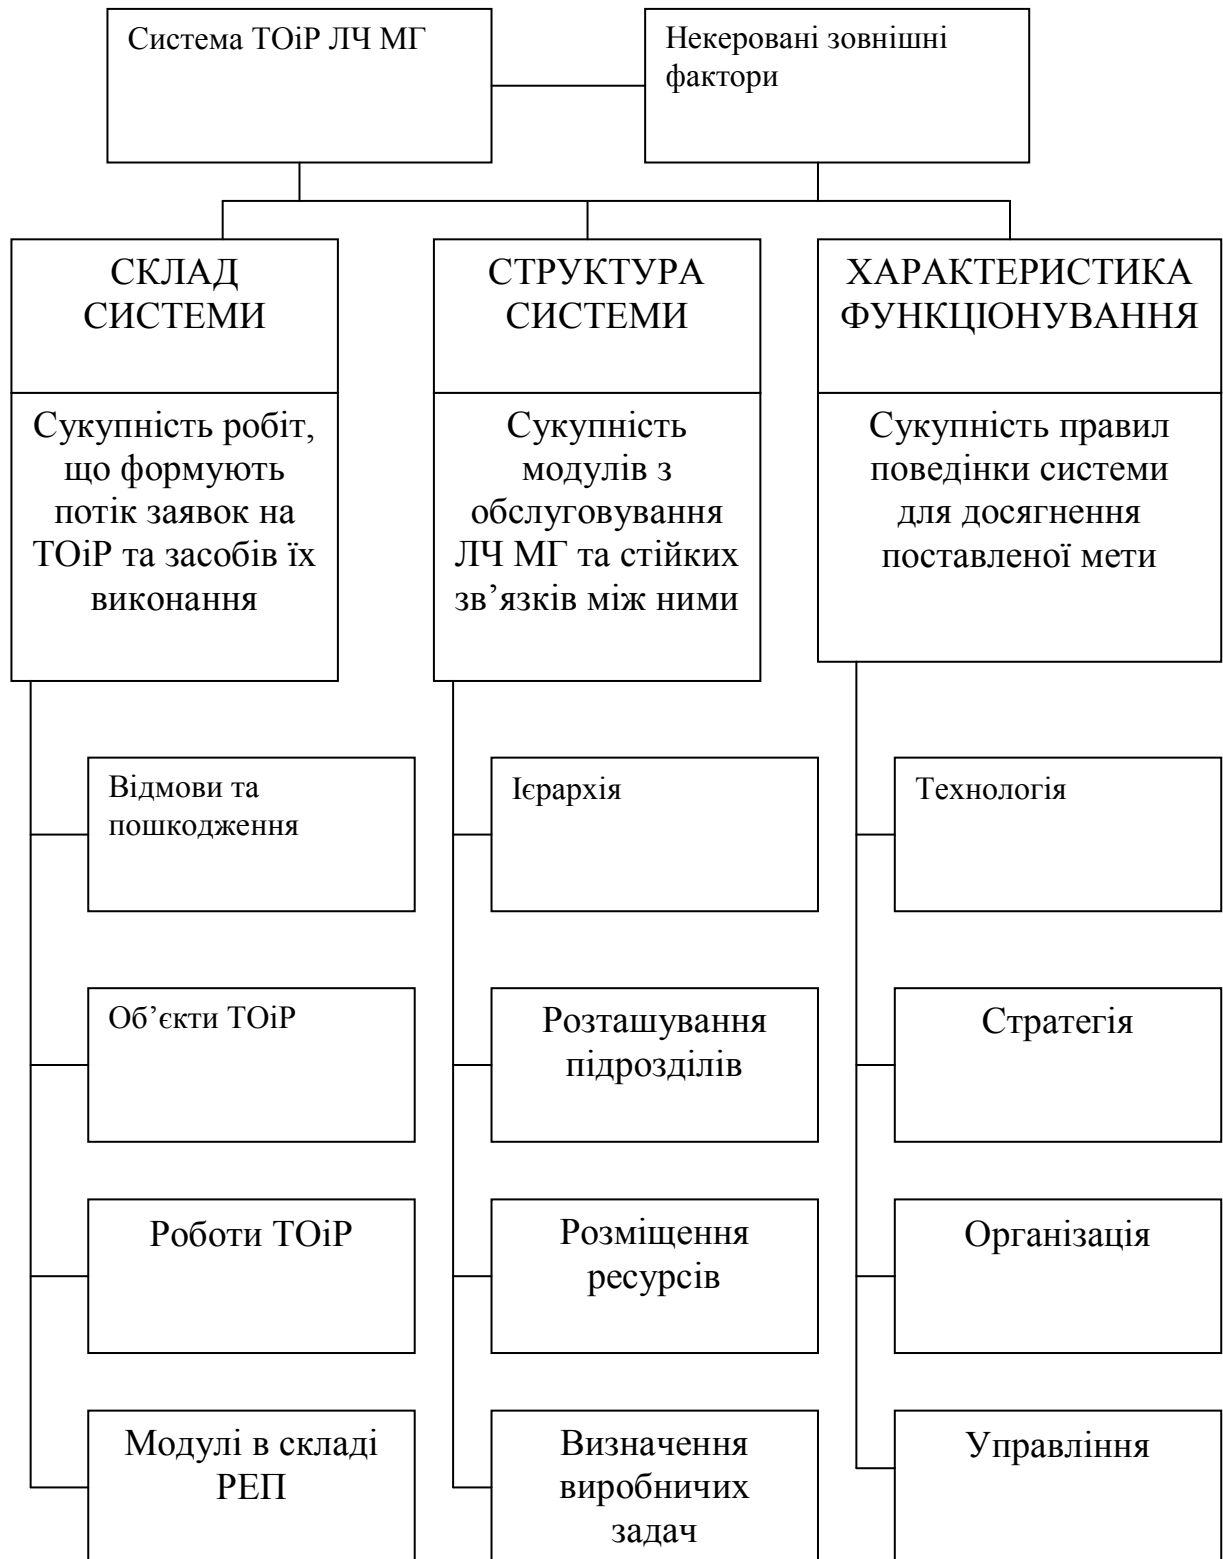 Система ТОіР ЛЧ МГ
Некеровані зовнішні
фактори
СКЛАД
СИСТЕМИ
Сукупність робіт,
що формують
потік заявок на
ТОіР та засобів їх
виконання
СТРУКТУРА
СИСТЕМИ
Сукупність
модулів з
обслуговування
ЛЧ МГ та стійких
зв’язків між ними
ХАРАКТЕРИСТИКА
ФУНКЦІОНУВАННЯ
Сукупність правил
поведінки системи
для досягнення
поставленої мети
Відмови та
пошкодження
Об’єкти ТОіР
Роботи ТОіР
Модулі в складі
РЕП
Ієрархія
Розташування
підрозділів
Розміщення
ресурсів
Визначення
виробничих
задач
Технологія
Стратегія
Організація
Управління